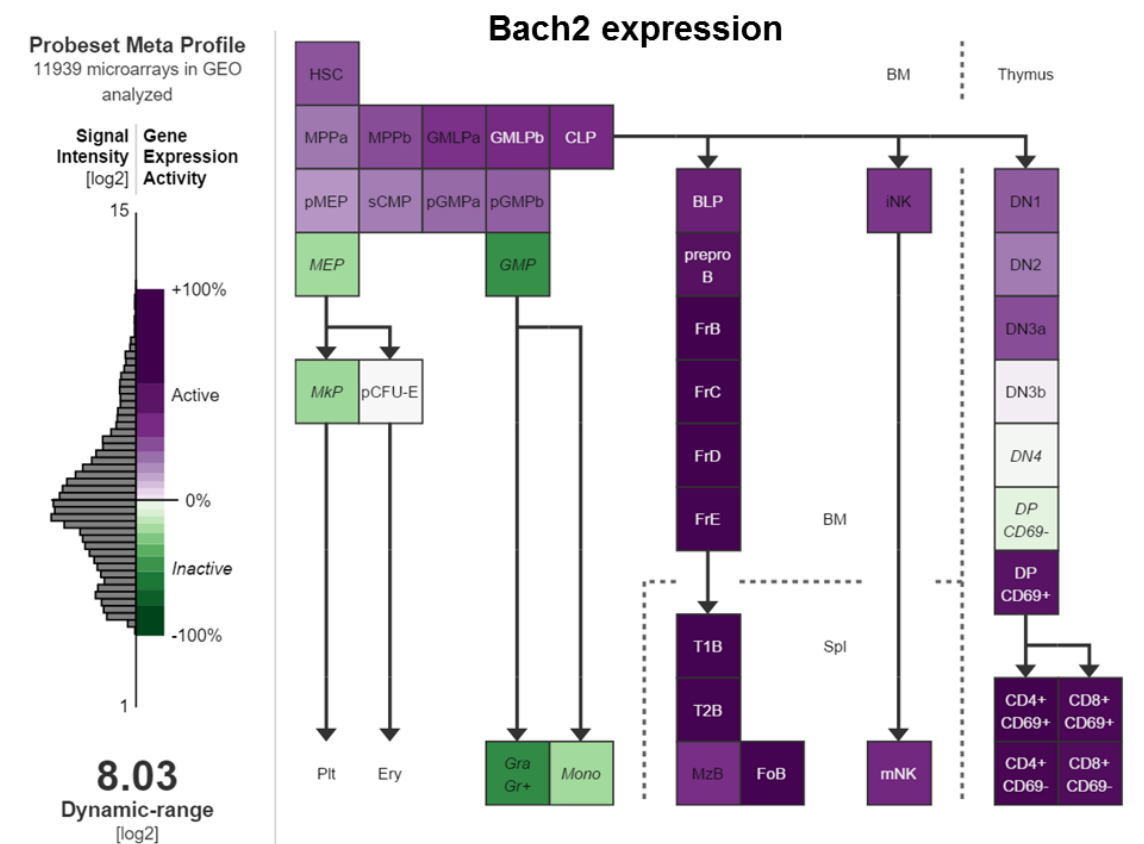 Bach2 expression
Probeset Meta Profile
11939 microarrays in GEO
analyzed
Signal
Intensity
[log2]
Gene
Expression
Activity
15
+100%
Active
0%
Inactive
-100%
1
8.03
Dynamic-range
[log2]
BM
Thymus
HSC
MPPa MPPb GMLPa GMLPb CLP
pMEP sCMP pGMPa pGMPb
BLP
iNK
DN1
MEP
GMP
prepro
B
DN2
FrB
DN3a
MkP
pCFU-E
FrC
DN3b
FrD
DN4
FrE
BM
DP
CD69-
DP
CD69+
T1B
Spl
T2B
CD4+
CD69+
CD8+
CD69+
Plt
Ery
Gra
Gr+
Mono
MzB
FoB
mNK
CD4+
CD69-
CD8+
CD69-